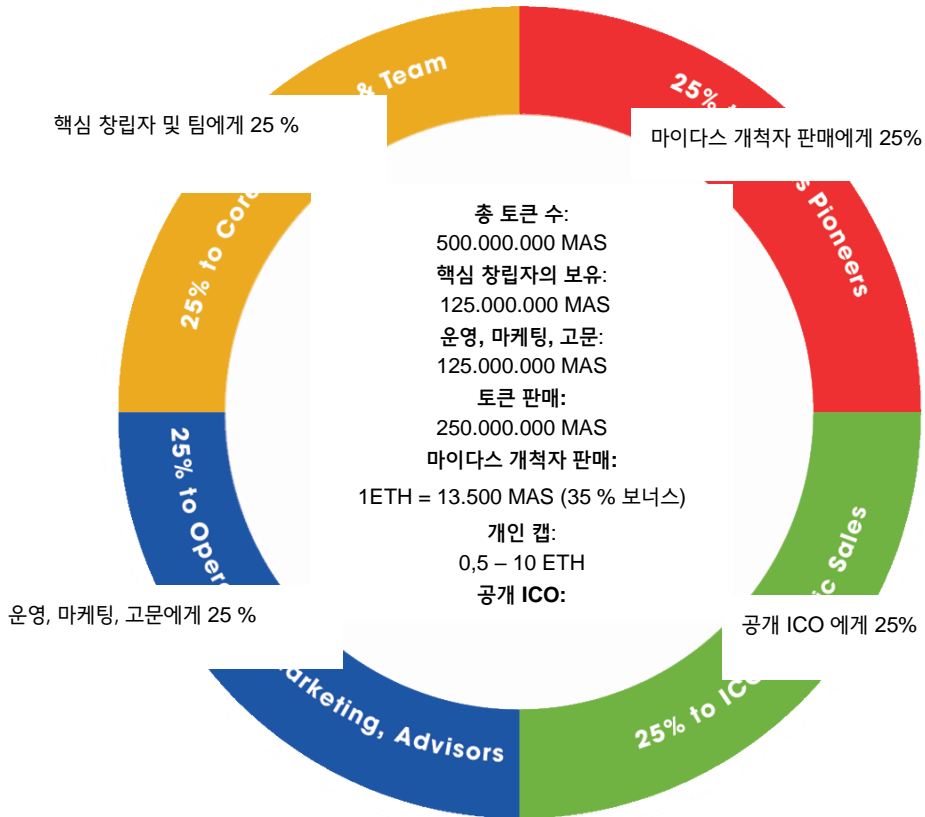 & Team
25%
핵심 창립자 및 팀에게 25 %
마이다스 개척자 판매에게 25%
25% to Core
Pioneers
총 토큰 수:
500.000.000 MAS
핵심 창립자의 보유:
125.000.000 MAS
운영, 마케팅, 고문:
125.000.000 MAS
토큰 판매:
250.000.000 MAS
마이다스 개척자 판매:
1ETH = 13.500 MAS (35 % 보너스)
개인 캡:
0,5 – 10 ETH
공개 ICO:
25% to
Sales
운영, 마케팅, 고문에게 25 %
공개 ICO 에게 25%
Marketing, Advisors
25% to ICO